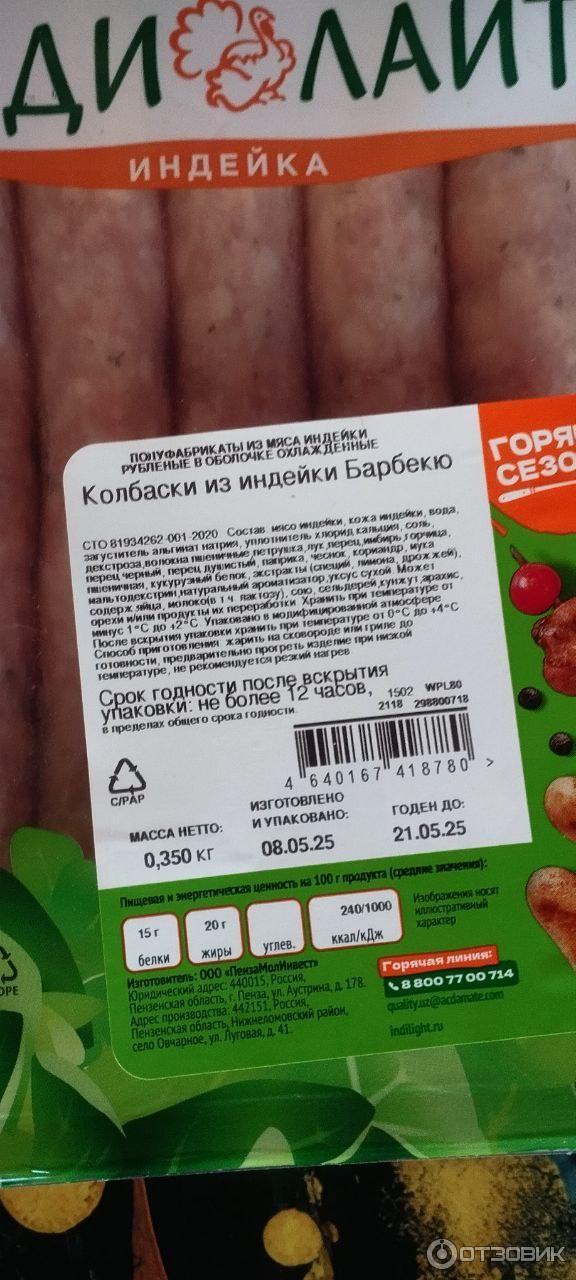 ДИ ЛАЙТ
ИНДЕЙКА
ГОРЯ
СЕЗО
ПОЛУФАБРИКАТЫ ИЗ МЯСА ИНДЕЙКИ
РУБЛЕНЫЕ В ОБОЛОЧКЕ ОХЛАЖДЕННЫЕ
Колбаски из индейки Барбекю
СТО 81934262-001-2020 Состав: мясо индейки, кожа индейки, вода,
загуститель альгинат натрия, уплотнитель хлорид кальция, соль,
декстроза, волокна пшеничные, петрушка, лук, перец, имбирь, горчица,
перец черный, перец душистый, паприка, чеснок, кориандр, мука
пшеничная, кукурузный белок, экстракты (специй, лимона, дрожжей),
мальтодекстрин, натуральный ароматизатор, уксус сухой. Может
содерж. яйца, молоко(в т.ч. лактозу), сою, сельдерей, кунжут, арахис,
орехи и/или продукты их переработки. Хранить при температуре от
минус 1°С до +2°С. Упаковано в модифицированной атмосфере
После вскрытия упаковки хранить при температуре от 0°С до +4°С
Способ приготовления: жарить на сковороде или гриле до
готовности, предварительно прогреть изделие при низкой
температуре, не рекомендуется резкий нагрев
Срок годности после вскрытия
упаковки: не более 12 часов,
в пределах общего срока годности.
1502 WPL80
2118 298800718
4 640167 418780 >
C/PAP
МАССА НЕТТО:
0,350 КГ
ИЗГОТОВЛЕНО
И УПАКОВАНО:
08.05.25
ГОДЕН ДО:
21.05.25
Пищевая и энергетическая ценность на 100 г продукта (средние значения):
15 г
белки
20 г
жиры
углев.
240/1000
ккал/кДж
Изображения носят
иллюстративный
характер
Изготовитель: ООО «ПензаМолИнвест»
Юридический адрес: 440015, Россия,
Пензенская область, г. Пенза, ул. Аустрина, д. 178.
Адрес производства: 442151, Россия,
Пензенская область, Нижнеломовский район,
село Овчарное, ул. Луговая, д. 41.
Горячая линия:
8 800 77 00 714
quality.uz@acdamate.com
indilight.ru
OPE
ОТЗОВИК